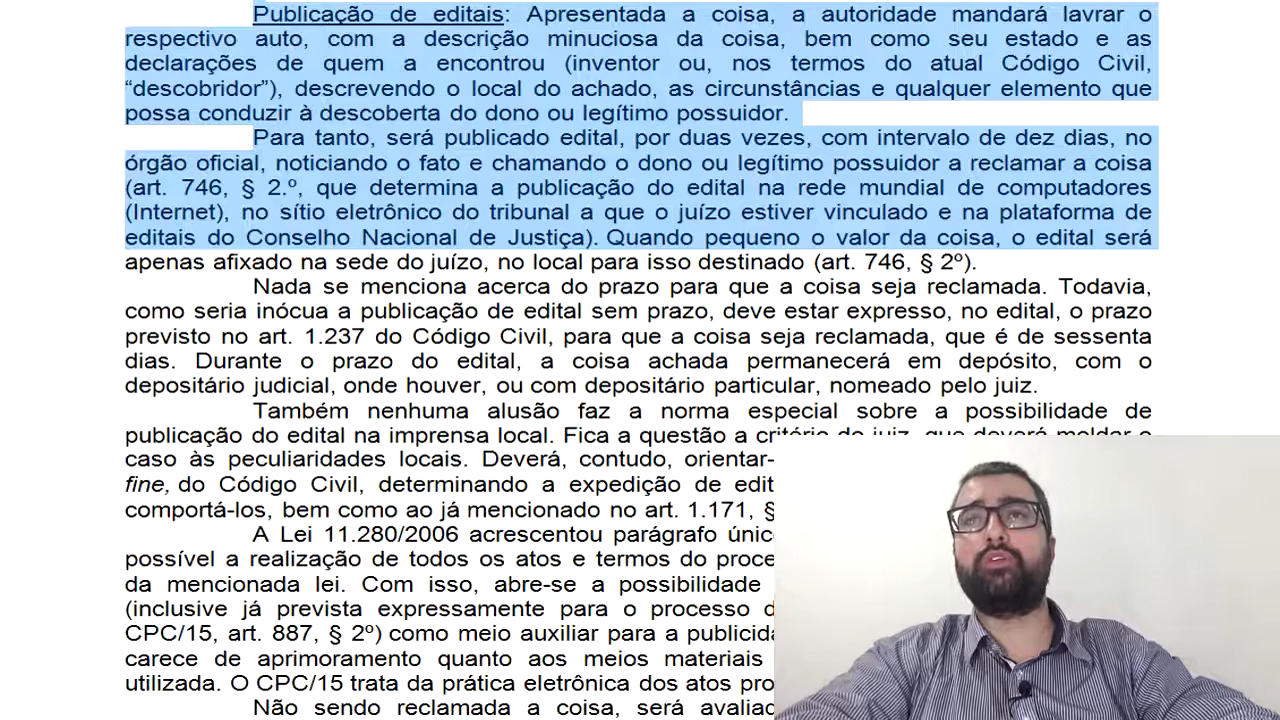 Publicação de editais: Apresentada a coisa, a autoridade mandará lavrar o
respectivo auto, com a descrição minuciosa da coisa, bem como seu estado e as
declarações de quem a encontrou (inventor ou, nos termos do atual Código Civil,
“descobridor”), descrevendo o local do achado, as circunstâncias e qualquer elemento que
possa conduzir à descoberta do dono ou legítimo possuidor.
Para tanto, será publicado edital, por duas vezes, com intervalo de dez dias, no
órgão oficial, noticiando o fato e chamando o dono ou legítimo possuidor a reclamar a coisa
(art. 746, § 2.º, que determina a publicação do edital na rede mundial de computadores
(Internet), no sítio eletrônico do tribunal a que o juízo estiver vinculado e na plataforma de
editais do Conselho Nacional de Justiça). Quando pequeno o valor da coisa, o edital será
apenas afixado na sede do juízo, no local para isso destinado (art. 746, § 2º).
Nada se menciona acerca do prazo para que a coisa seja reclamada. Todavia,
como seria inócua a publicação de edital sem prazo, deve estar expresso, no edital, o prazo
previsto no art. 1.237 do Código Civil, para que a coisa seja reclamada, que é de sessenta
dias. Durante o prazo do edital, a coisa achada permanecerá em depósito, com o
depositário judicial, onde houver, ou com depositário particular, nomeado pelo juiz.
Também nenhuma alusão faz a norma especial sobre a possibilidade de
publicação do edital na imprensa local. Fica a questão a critério do juiz, que deverá moldar o
caso às peculiaridades locais. Deverá, contudo, orientar-
fine, do Código Civil, determinando a expedição de edit
comportá-los, bem como ao já mencionado no art. 1.171, §
A Lei 11.280/2006 acrescentou parágrafo únic
possível a realização de todos os atos e termos do proce
da mencionada lei. Com isso, abre-se a possibilidade
(inclusive já prevista expressamente para o processo d
CPC/15, art. 887, § 2º) como meio auxiliar para a publicida
carece de aprimoramento quanto aos meios materiais
utilizada. O CPC/15 trata da prática eletrônica dos atos pro
Não sendo reclamada a coisa, será avaliad